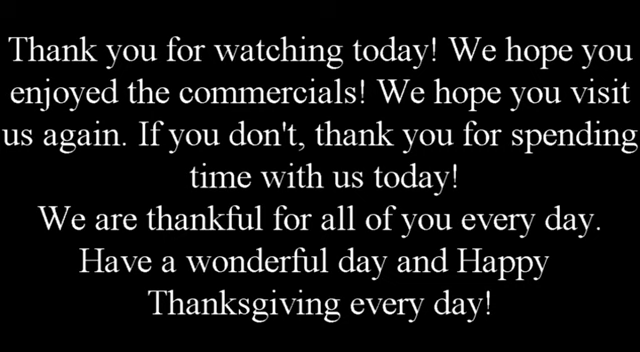 Thank you for watching today! We hope you
enjoyed the commercials! We hope you visit
us again. If you don't, thank you for spending
time with us today!
We are thankful for all of you every day.
Have a wonderful day and Happy
Thanksgiving every day!